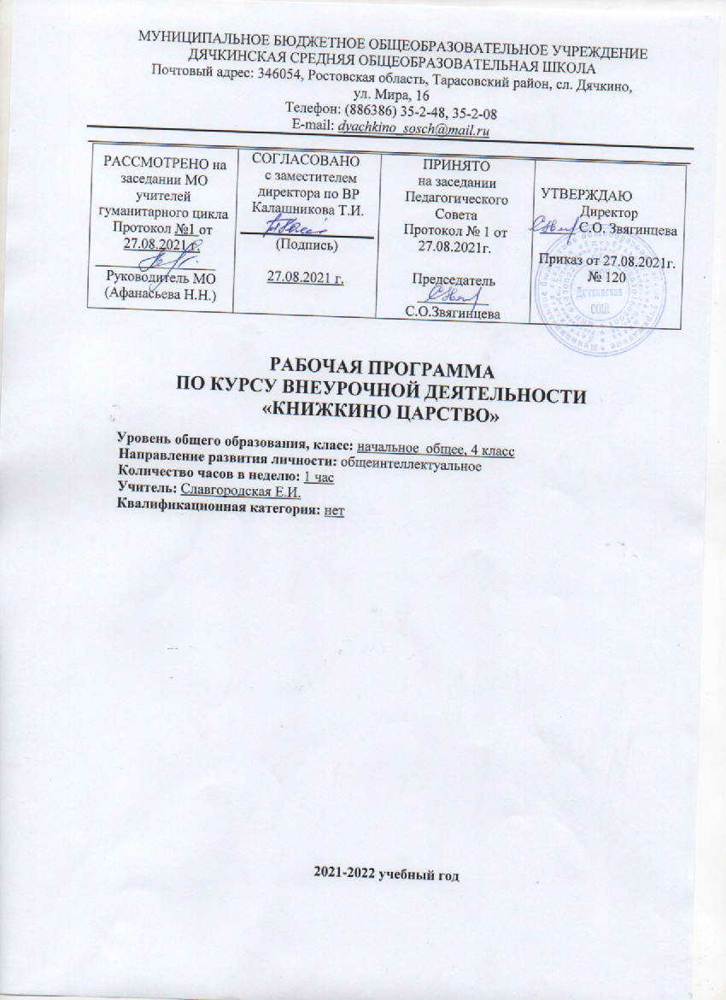 МУНИЦИПАЛЬНОЕ БЮДЖЕТНОЕ ОБЩЕОБРАЗОВАТЕЛЬНОЕ УЧРЕЖДЕНИЕ
ДЯЧКИНСКАЯ СРЕДНЯЯ ОБЩЕОБРАЗОВАТЕЛЬНАЯ ШКОЛА
Почтовый адрес: 346054, Ростовская область, Тарасовский район, сл. Дячкино,
ул. Мира, 16
Телефон: (886386) 35-2-48, 35-2-08
E-mail: dyachkino_sosch@mail.ru
РАССМОТРЕНО на
заседании МО
учителей
гуманитарного цикла
Протокол №1 от
27.08.2021 г.
Руководитель МО
(Афанасьева Н.Н.)
СОГЛАСОВАНО
с заместителем
директора по ВР
Калашникова Т.И.
(Подпись)
27.08.2021 г.
ПРИНЯТО
на заседании
Педагогического
Совета
Протокол № 1 от
27.08.2021г.
Председатель
С.О.Звягинцева
УТВЕРЖДАЮ
Директор
С.О. Звягинцева
Приказ от 27.08.2021г.
№ 120
Дячкинская
СОШ
РАБОЧАЯ ПРОГРАММА
ПО КУРСУ ВНЕУРОЧНОЙ ДЕЯТЕЛЬНОСТИ
«КНИЖКИНО ЦАРСТВО»
Уровень общего образования, класс: начальное общее, 4 класс
Направление развития личности: общеинтеллектуальное
Количество часов в неделю: 1 час
Учитель: Славгородская Е.И.
Квалификационная категория: нет
2021-2022 учебный год